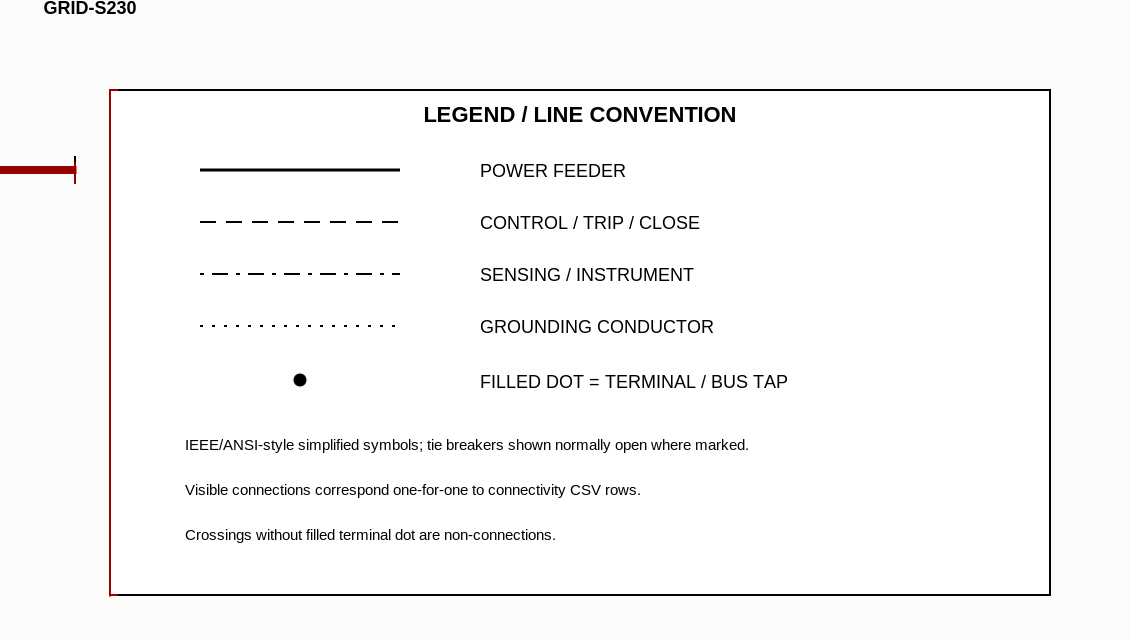 GRID-S230
LEGEND / LINE CONVENTION
POWER FEEDER
CONTROL / TRIP / CLOSE
SENSING / INSTRUMENT
GROUNDING CONDUCTOR
FILLED DOT = TERMINAL / BUS TAP
IEEE/ANSI-style simplified symbols; tie breakers shown normally open where marked.
Visible connections correspond one-for-one to connectivity CSV rows.
Crossings without filled terminal dot are non-connections.